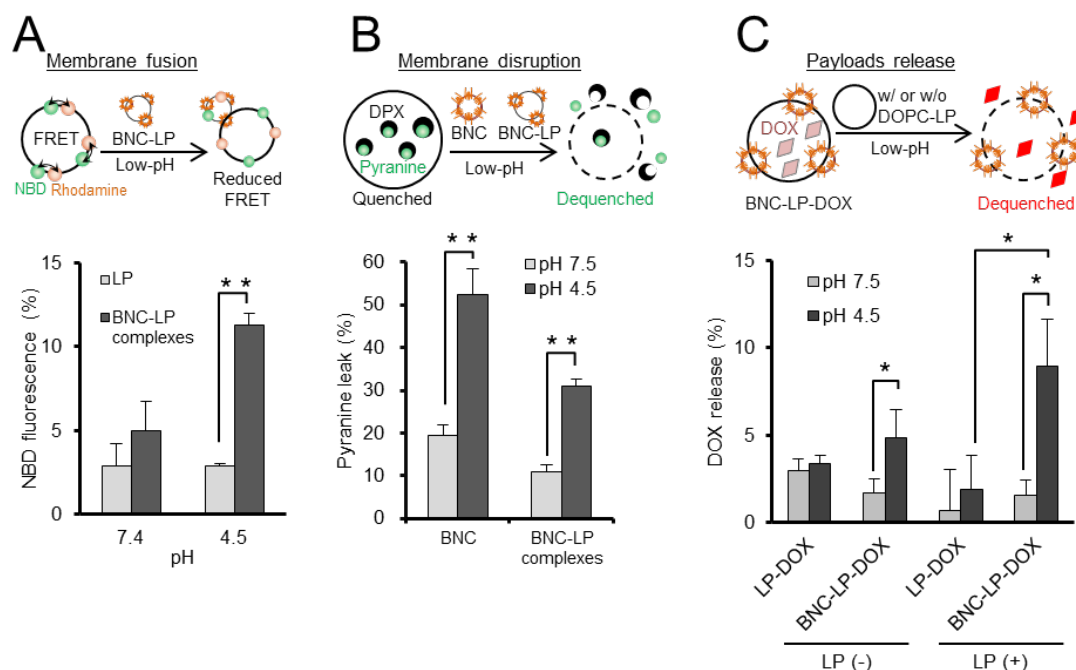 A
Membrane fusion
FRET
NBD Rhodamine
BNC-LP
Low-pH
Reduced
FRET
NBD fluorescence (%)
15
10
5
0
LP
BNC-LP
complexes
* *
7.4
4.5
pH
B
Membrane disruption
DPX
Pyranine
Quenched
BNC
BNC-LP
Low-pH
Dequenched
Pyranine leak (%)
60
50
40
30
20
10
0
* *
pH 7.5
pH 4.5
* *
BNC
BNC-LP
complexes
C
Payloads release
DOX
BNC-LP-DOX
w/ or w/o
DOPC-LP
Low-pH
Dequenched
DOX release (%)
15
10
5
0
pH 7.5
pH 4.5
*
*
*
LP-DOX
BNC-LP-DOX
LP-DOX
BNC-LP-DOX
LP (-)
LP (+)